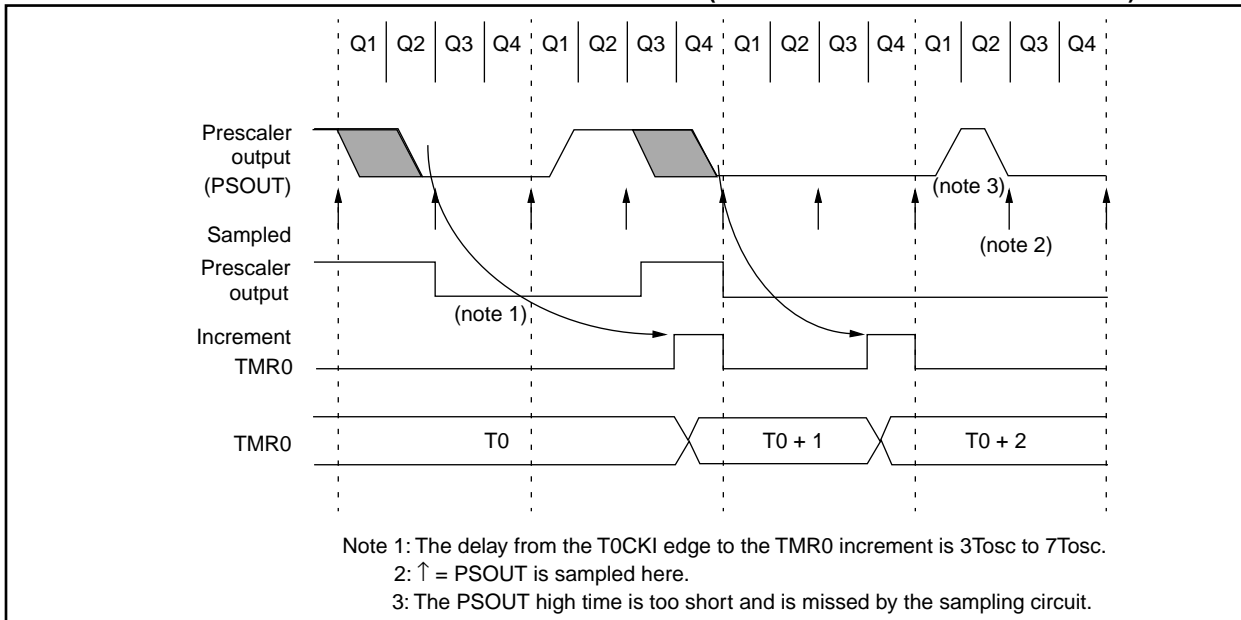 Q1 Q2 Q3 Q4 Q1 Q2 Q3 Q4 Q1 Q2 Q3 Q4 Q1 Q2 Q3 Q4
Prescaler
output
(PSOUT)
(note 3)
Sampled
(note 2)
Prescaler
output
(note 1)
Increment
TMR0
TMR0
T0
T0 + 1
T0 + 2
Note 1: The delay from the T0CKI edge to the TMR0 increment is 3Tosc to 7Tosc.
2: ↑ = PSOUT is sampled here.
3: The PSOUT high time is too short and is missed by the sampling circuit.